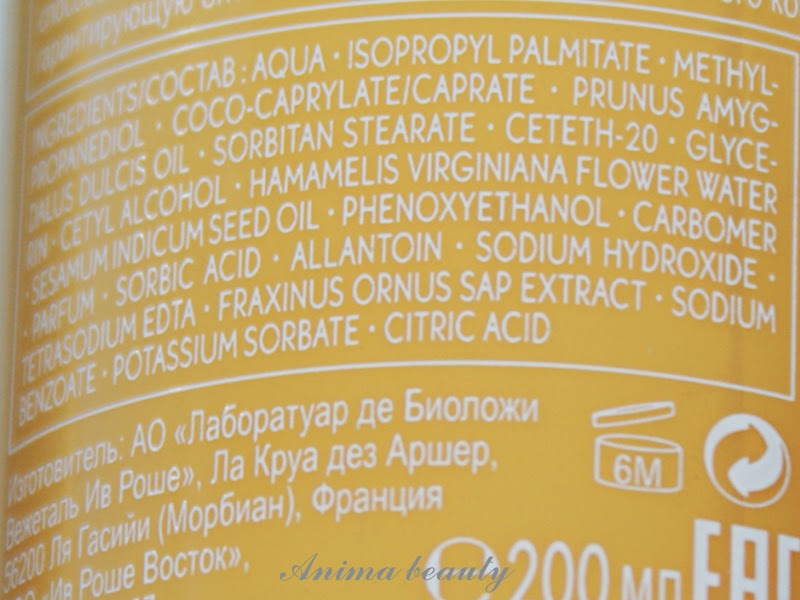 гарантирующую
INGREDIENTS/СОСТАВ: AQUA · ISOPROPYL PALMITATE · METHYL-
PROPANEDIOL · COCO-CAPRYLATE/CAPRATE · PRUNUS AMYG-
DALUS DULCIS OIL · SORBITAN STEARATE · CETETH-20 · GLYCE-
RIN · CETYL ALCOHOL · HAMAMELIS VIRGINIANA FLOWER WATER
· SESAMUM INDICUM SEED OIL · PHENOXYETHANOL · CARBOMER
· PARFUM · SORBIC ACID · ALLANTOIN · SODIUM HYDROXIDE ·
TETRASODIUM EDTA · FRAXINUS ORNUS SAP EXTRACT · SODIUM
BENZOATE · POTASSIUM SORBATE · CITRIC ACID
Изготовитель: АО «Лаборатуар де Биоложи
Вежеталь Ив Роше», Ла Круа дез Аршер,
56200 Ля Гасийи (Морбиан), Франция
«Ив Роше Восток»,
6M
℮ 200 мл EAC
Anima beauty